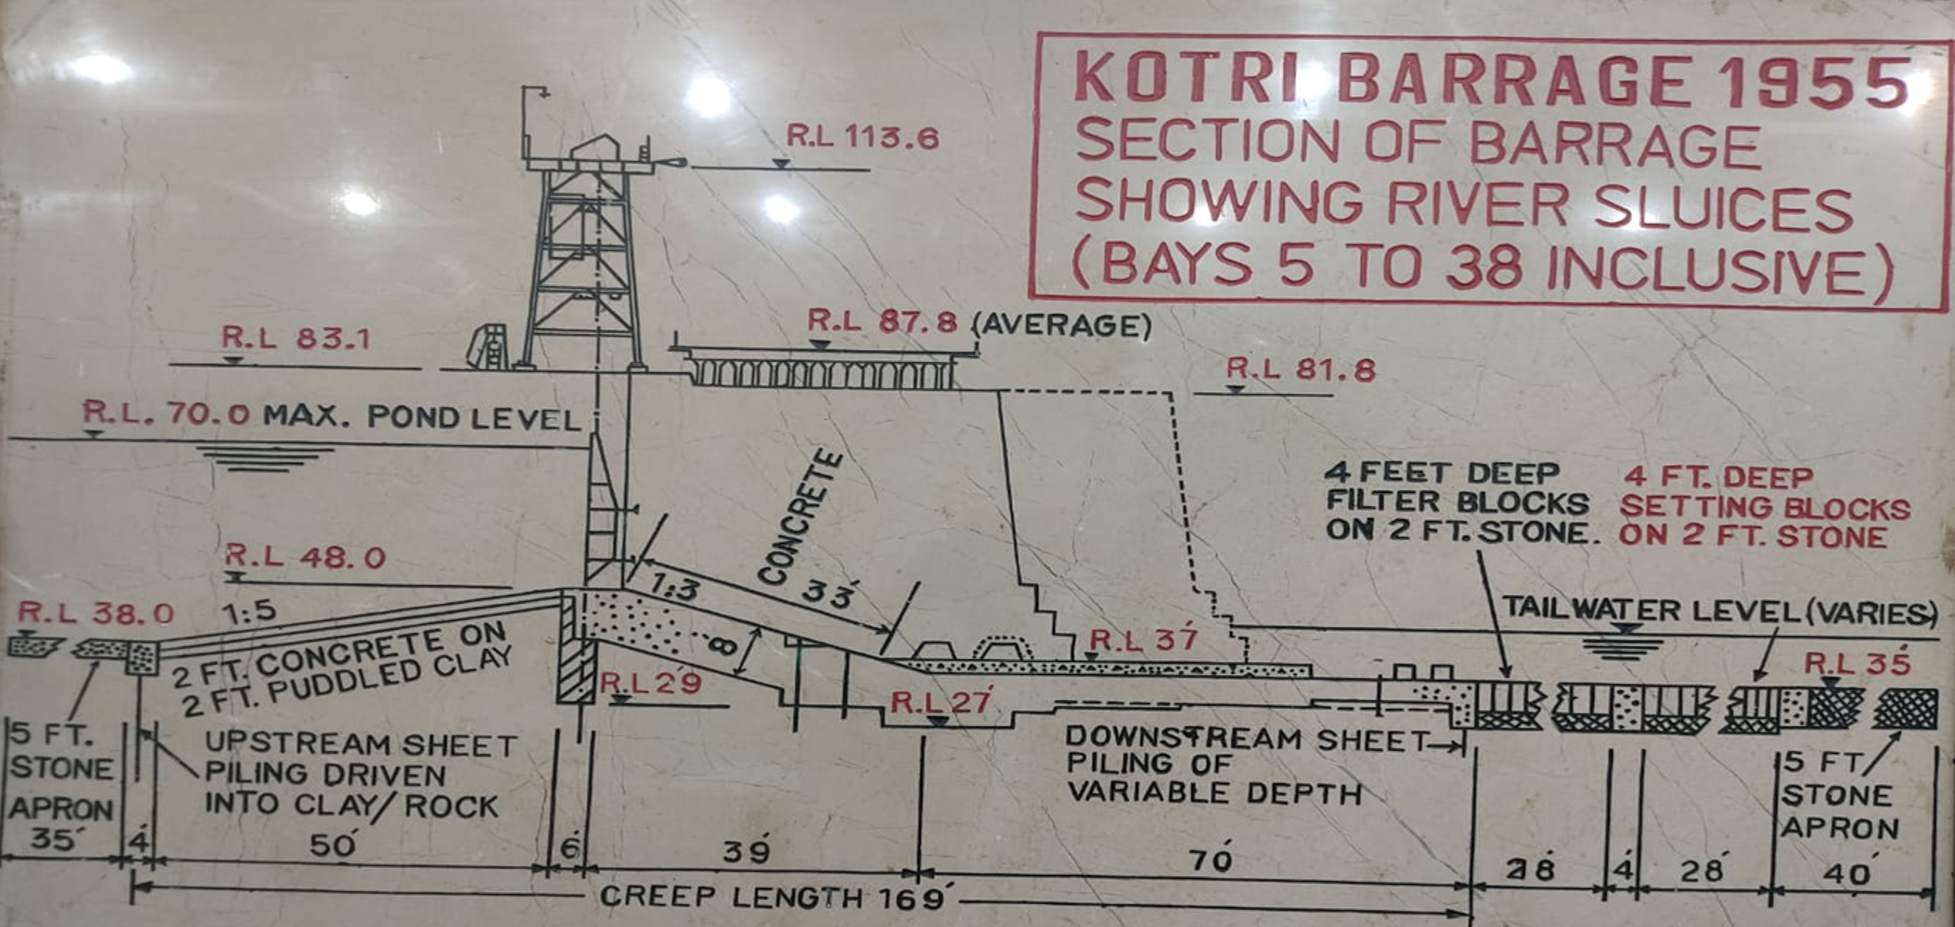 KOTRI BARRAGE 1955
SECTION OF BARRAGE
SHOWING RIVER SLUICES
(BAYS 5 TO 38 INCLUSIVE)
R.L 113.6
R.L 87.8 (AVERAGE)
R.L 83.1
R.L 81.8
R.L. 70.0 MAX. POND LEVEL
CONCRETE
4 FEET DEEP
FILTER BLOCKS
ON 2 FT. STONE.
4 FT. DEEP
SETTING BLOCKS
ON 2 FT. STONE
R.L 48.0
1:3
33′
R.L 38.0
1:5
TAIL WATER LEVEL (VARIES)
2 FT. CONCRETE ON
2 FT. PUDDLED CLAY
8′
R.L 37′
R.L 35′
R.L 29′
R.L 27′
5 FT.
STONE
APRON
UPSTREAM SHEET
PILING DRIVEN
INTO CLAY/ROCK
DOWNSTREAM SHEET
PILING OF
VARIABLE DEPTH
5 FT/
STONE
APRON
35′ 4′ 50′ 6′ 39′ 70′ 28′ 4′ 28′ 40′
CREEP LENGTH 169′